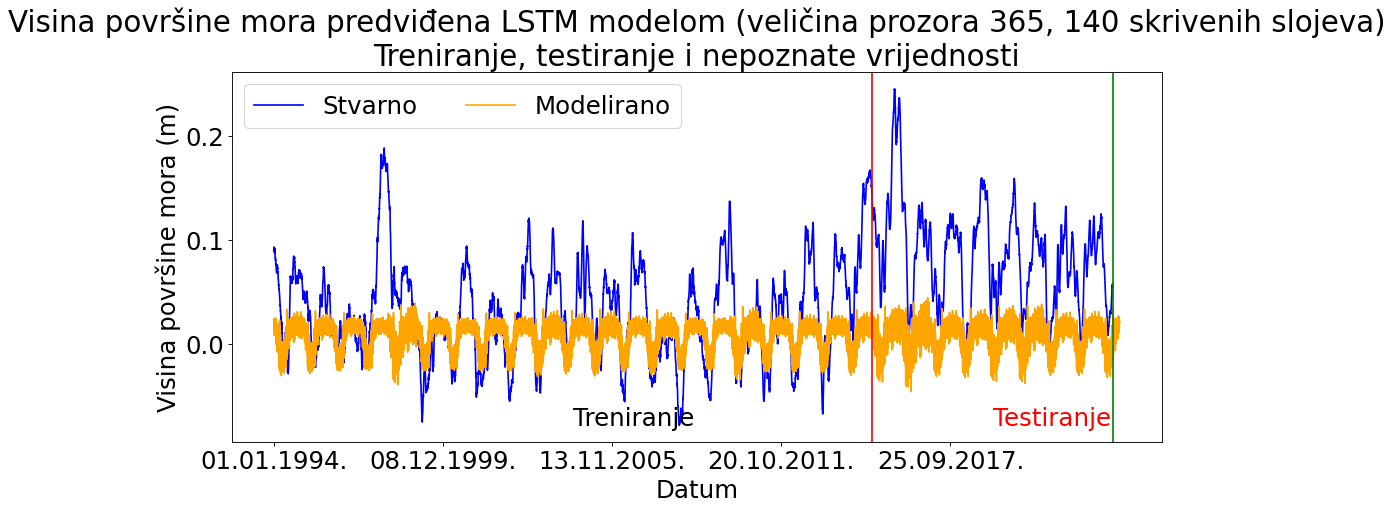 Visina površine mora predviđena LSTM modelom (veličina prozora 365, 140 skrivenih slojeva)
Treniranje, testiranje i nepoznate vrijednosti
Stvarno Modelirano
Visina površine mora (m)
0.2
0.1
0.0
Treniranje Testiranje
01.01.1994. 08.12.1999. 13.11.2005. 20.10.2011. 25.09.2017.
Datum